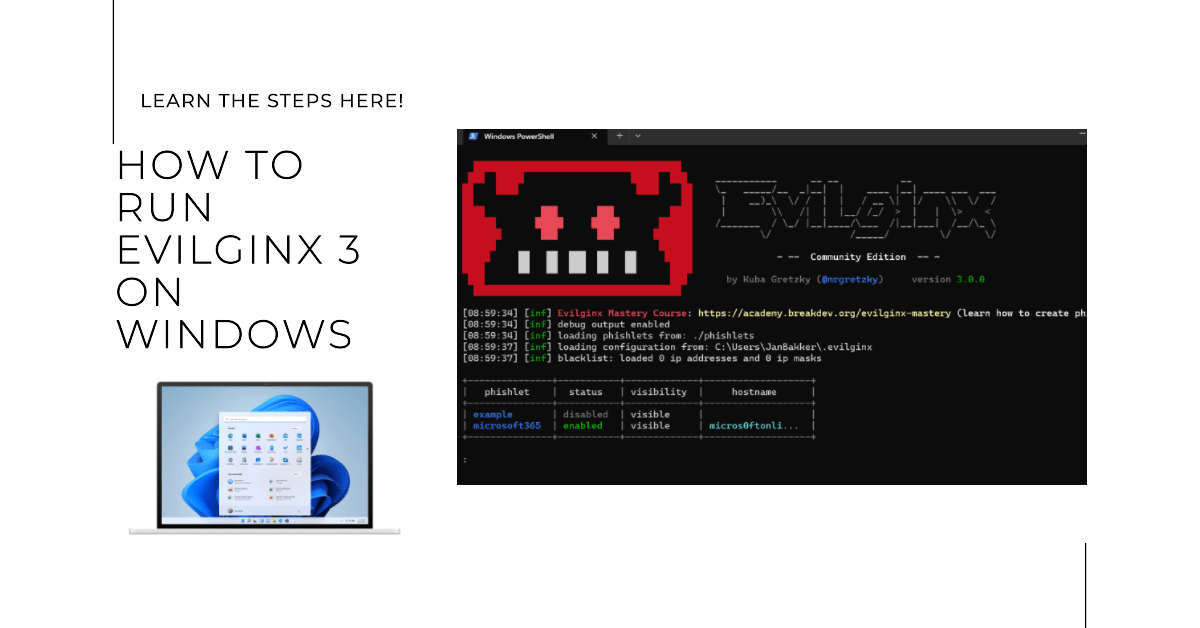 LEARN THE STEPS HERE!
HOW TO
RUN
EVILGINX 3
ON
WINDOWS
Windows PowerShell
Evilginx
- -- Community Edition -- -
by Kuba Gretzky (@mrgretzky) version 3.0.0
[08:59:34] [inf] Evilginx Mastery Course: https://academy.breakdev.org/evilginx-mastery (learn how to create ph
[08:59:34] [inf] debug output enabled
[08:59:34] [inf] loading phishlets from: ./phishlets
[08:59:37] [inf] loading configuration from: C:\Users\JanBakker\.evilginx
[08:59:37] [inf] blacklist: loaded 0 ip addresses and 0 ip masks
| phishlet | status | visibility | hostname |
| example | disabled | visible | |
| microsoft365 | enabled | visible | micros0ftonli... |
: